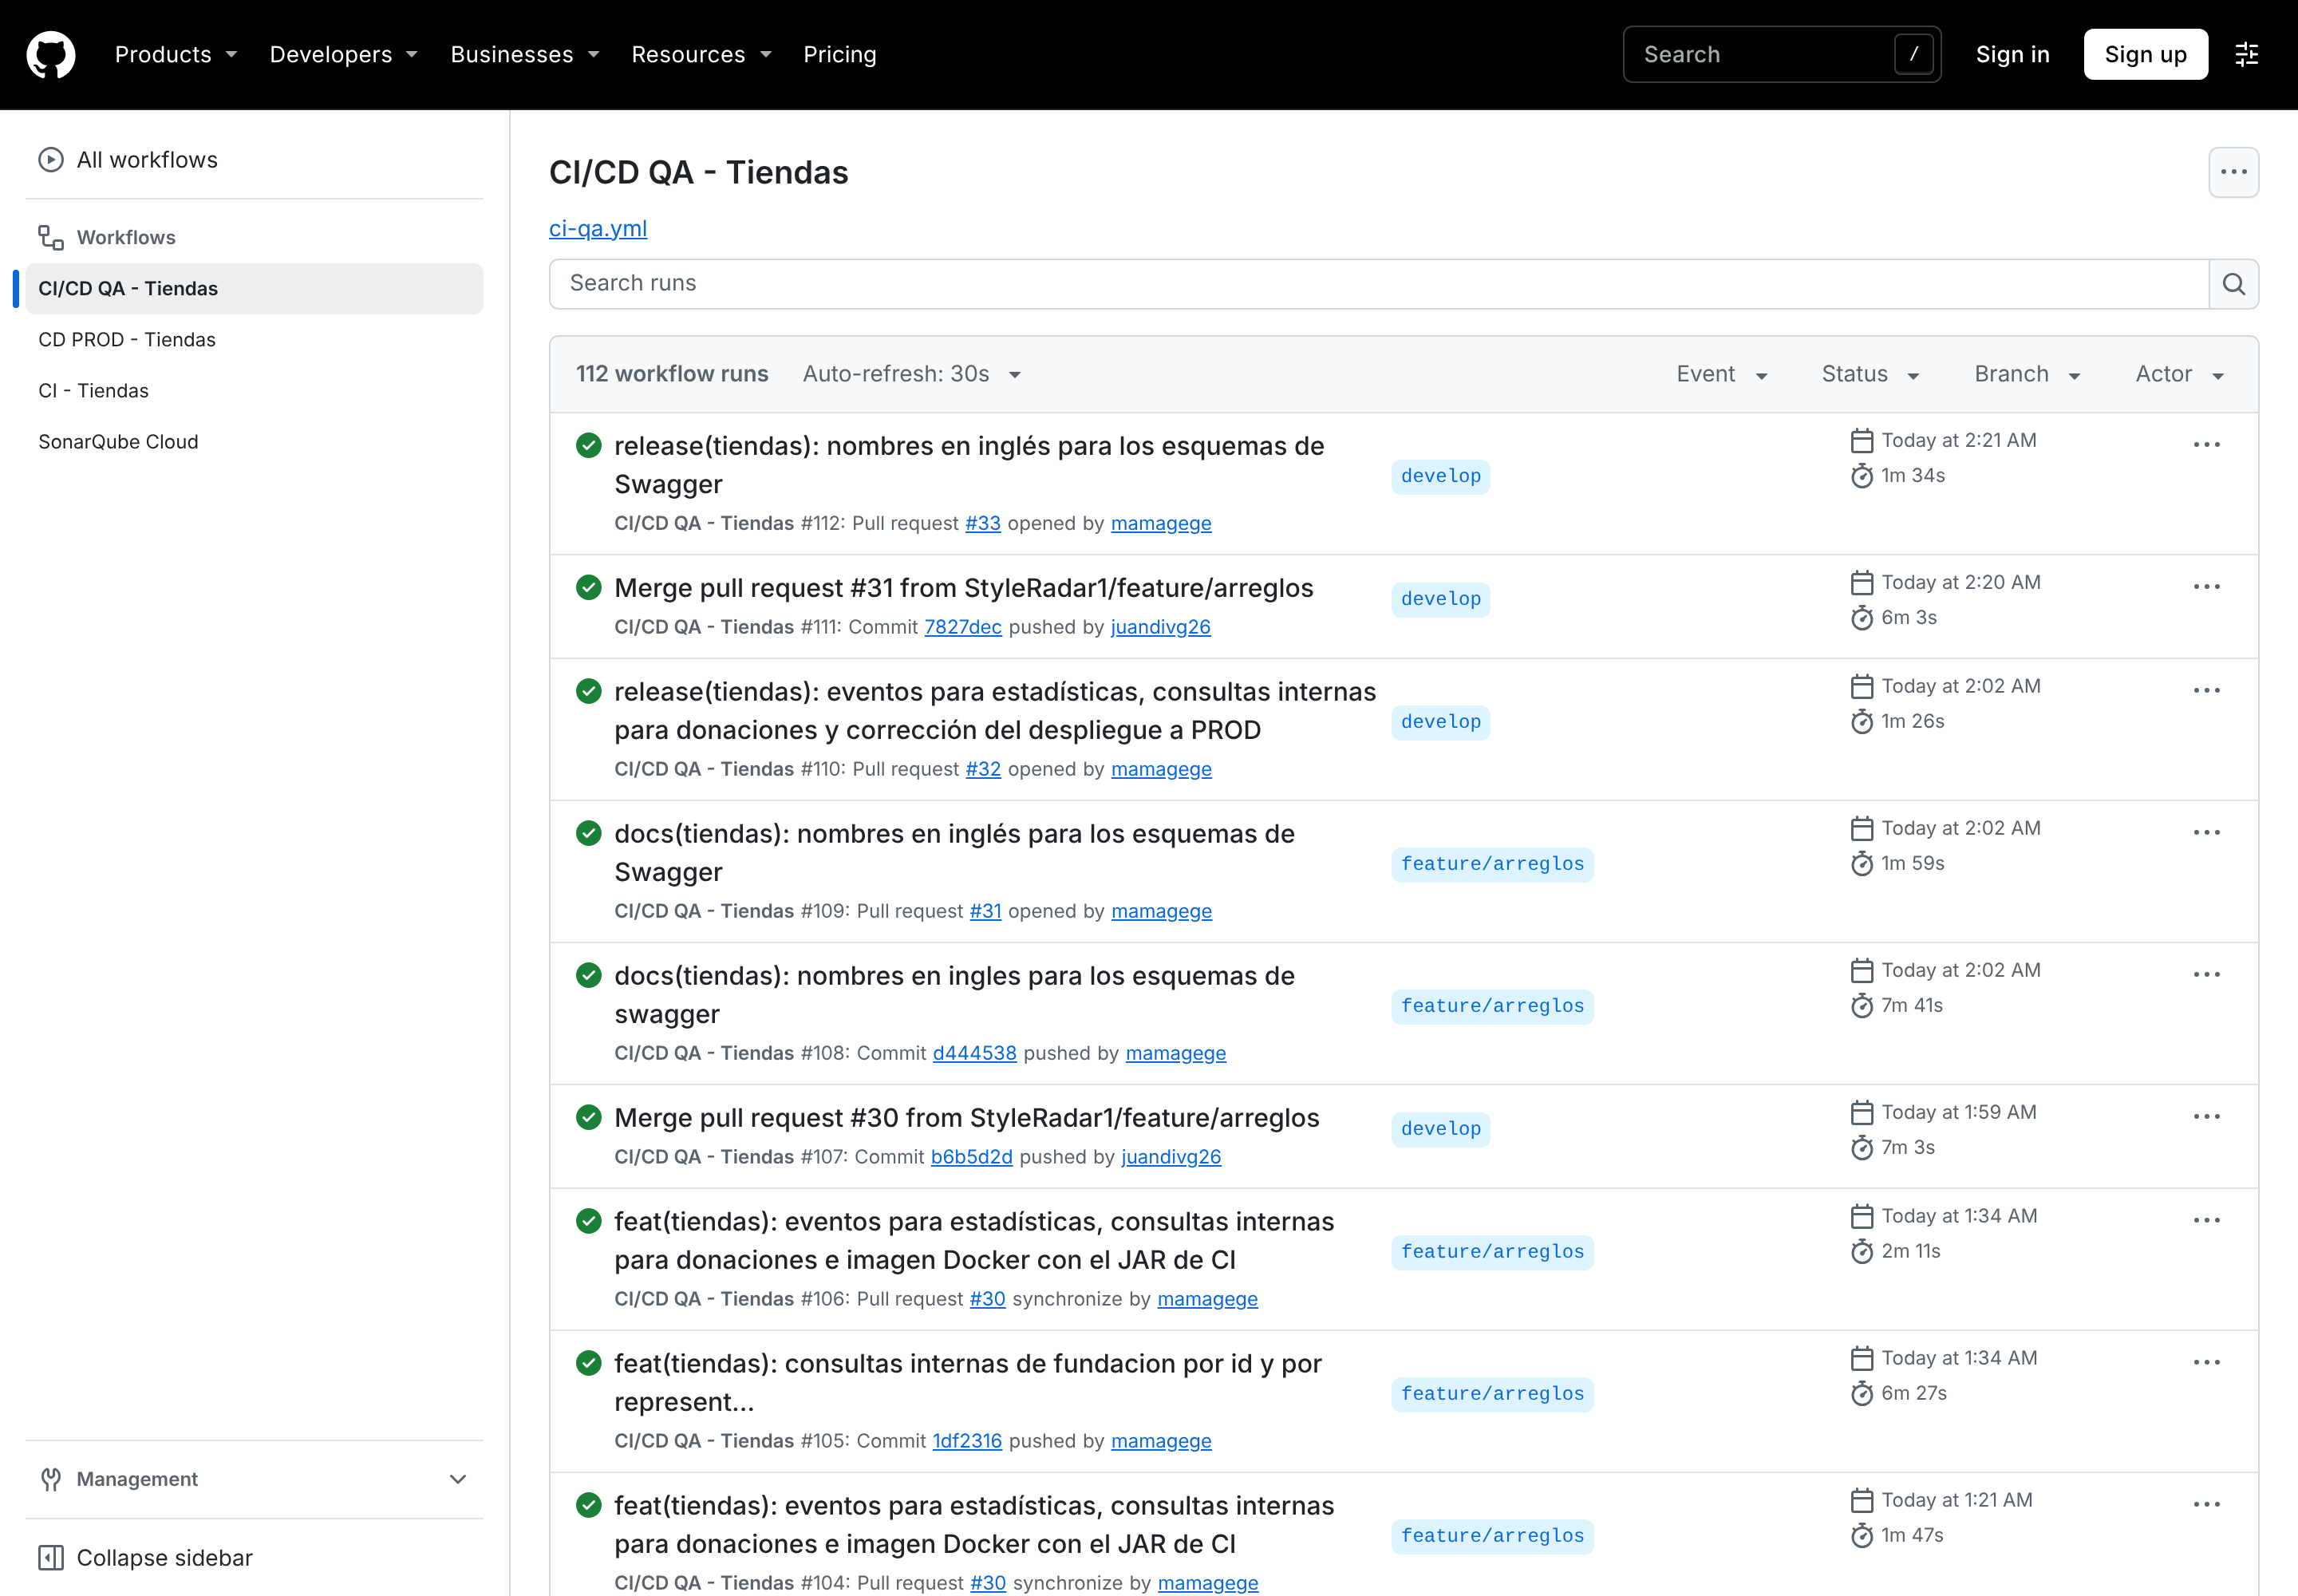 Products Developers Businesses Resources Pricing Search / Sign in Sign up
All workflows
Workflows
CI/CD QA - Tiendas
CD PROD - Tiendas
CI - Tiendas
SonarQube Cloud
Management
Collapse sidebar
CI/CD QA - Tiendas
ci-qa.yml
Search runs
112 workflow runs Auto-refresh: 30s Event Status Branch Actor
release(tiendas): nombres en inglés para los esquemas de
Swagger
CI/CD QA - Tiendas #112: Pull request #33 opened by mamagege
develop
Today at 2:21 AM
1m 34s
Merge pull request #31 from StyleRadar1/feature/arreglos
CI/CD QA - Tiendas #111: Commit 7827dec pushed by juandivg26
develop
Today at 2:20 AM
6m 3s
release(tiendas): eventos para estadísticas, consultas internas
para donaciones y corrección del despliegue a PROD
CI/CD QA - Tiendas #110: Pull request #32 opened by mamagege
develop
Today at 2:02 AM
1m 26s
docs(tiendas): nombres en inglés para los esquemas de
Swagger
CI/CD QA - Tiendas #109: Pull request #31 opened by mamagege
feature/arreglos
Today at 2:02 AM
1m 59s
docs(tiendas): nombres en ingles para los esquemas de
swagger
CI/CD QA - Tiendas #108: Commit d444538 pushed by mamagege
feature/arreglos
Today at 2:02 AM
7m 41s
Merge pull request #30 from StyleRadar1/feature/arreglos
CI/CD QA - Tiendas #107: Commit b6b5d2d pushed by juandivg26
develop
Today at 1:59 AM
7m 3s
feat(tiendas): eventos para estadísticas, consultas internas
para donaciones e imagen Docker con el JAR de CI
CI/CD QA - Tiendas #106: Pull request #30 synchronize by mamagege
feature/arreglos
Today at 1:34 AM
2m 11s
feat(tiendas): consultas internas de fundacion por id y por
represent...
CI/CD QA - Tiendas #105: Commit 1df2316 pushed by mamagege
feature/arreglos
Today at 1:34 AM
6m 27s
feat(tiendas): eventos para estadísticas, consultas internas
para donaciones e imagen Docker con el JAR de CI
CI/CD QA - Tiendas #104: Pull request #30 synchronize by mamagege
feature/arreglos
Today at 1:21 AM
1m 47s